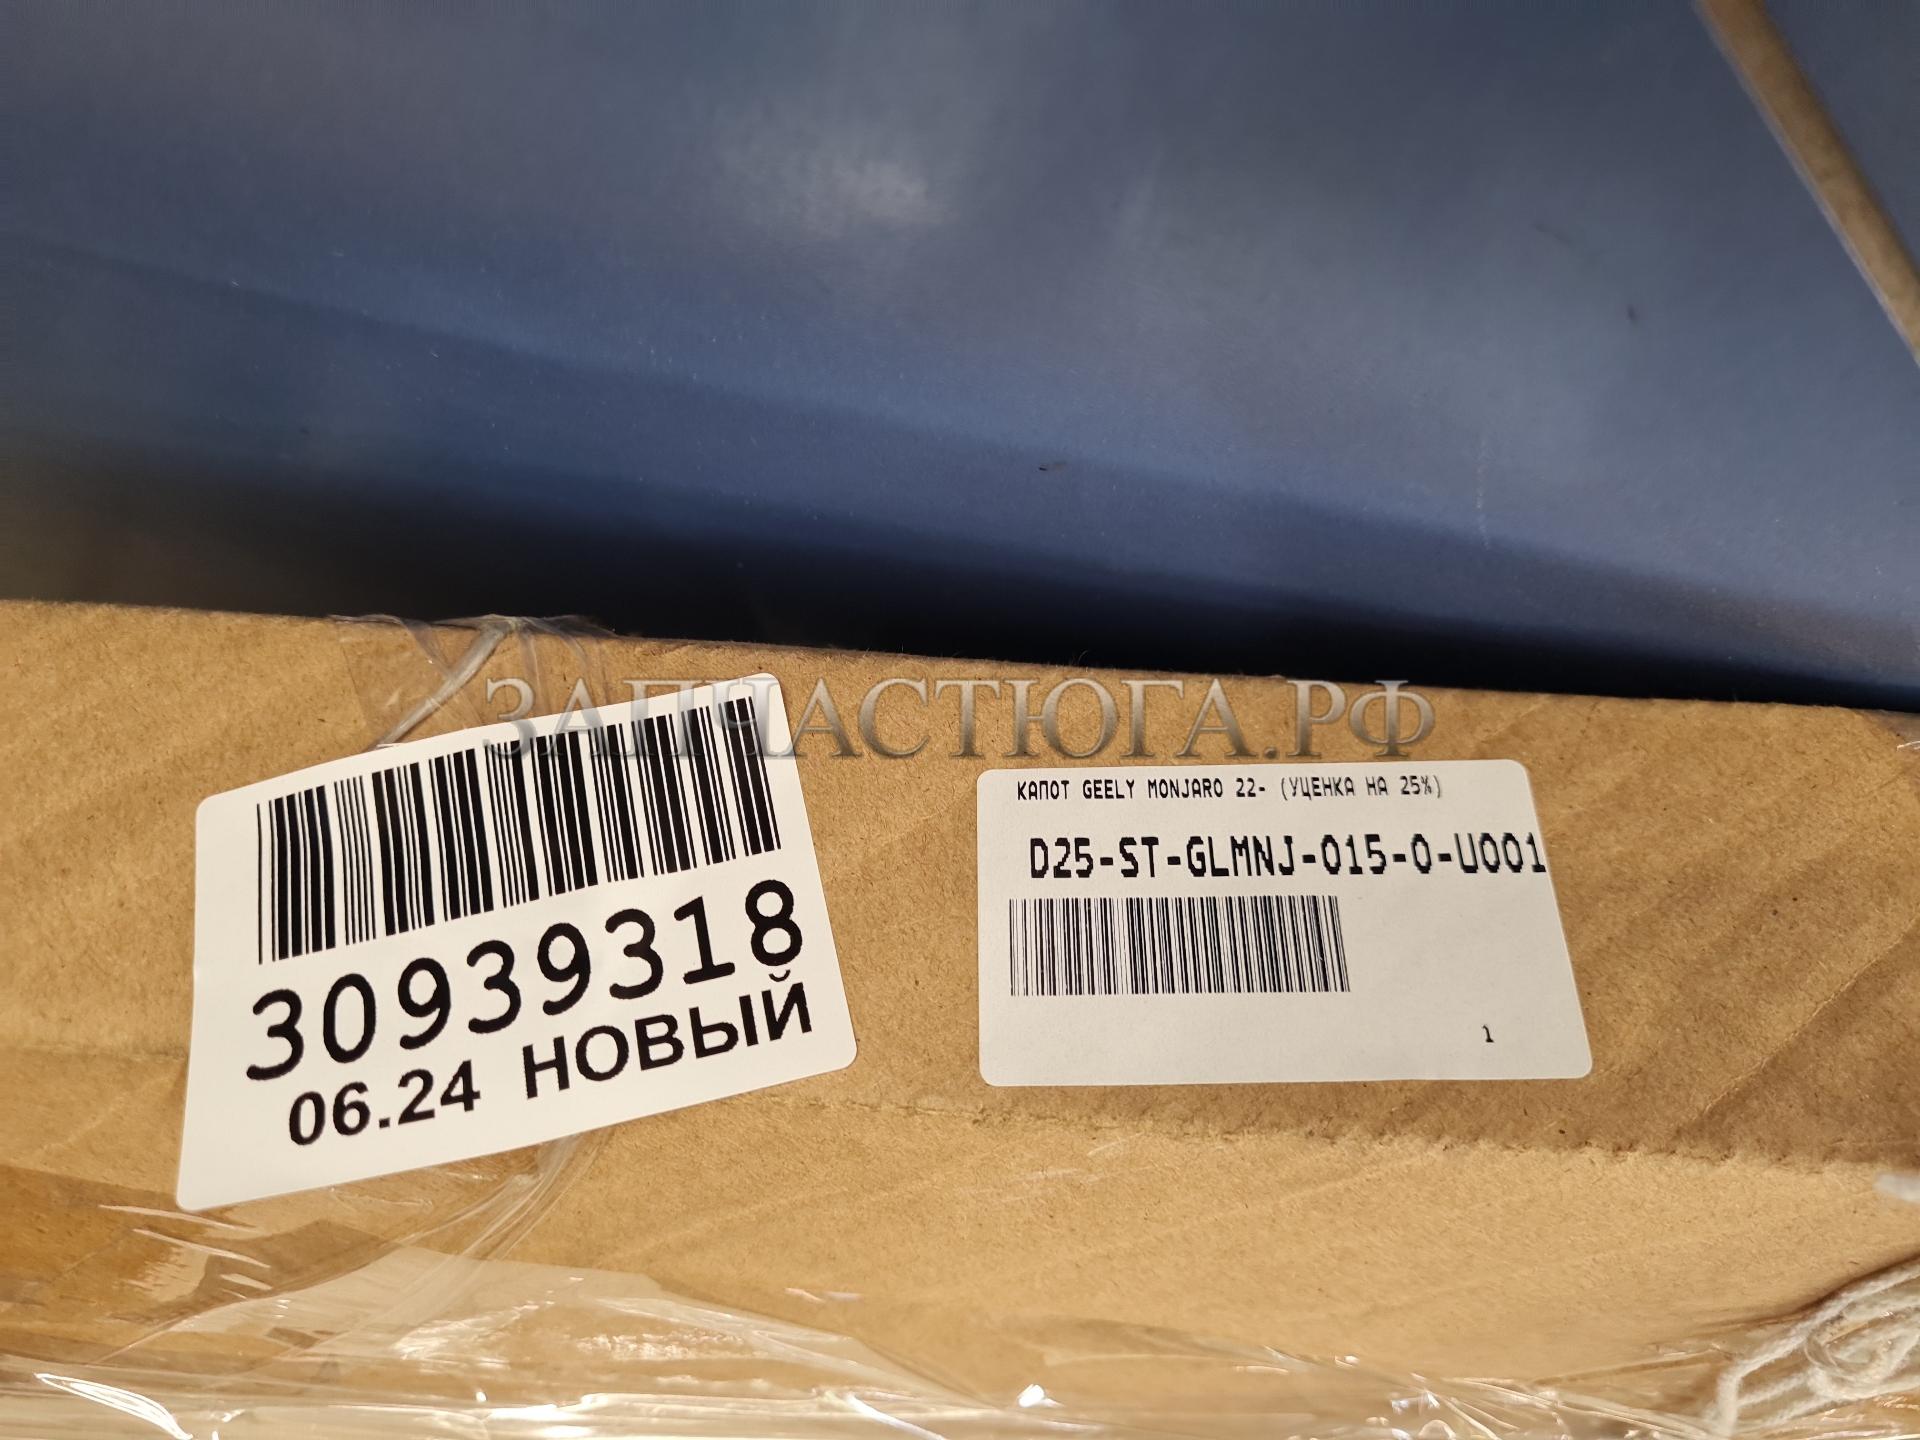 ЗАПЧАСТЮГА.РФ
30939318
06.24 НОВЫЙ
КАПОТ GEELY MONJARO 22- (УЦЕНКА НА 25%)
D25-ST-GLMNJ-015-0-U001
1